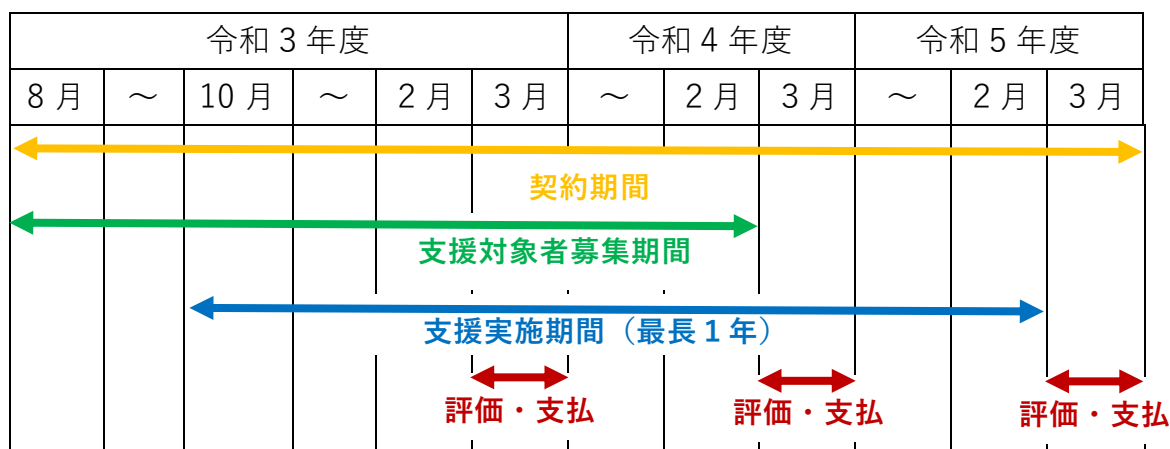 令和３年度 令和４年度 令和５年度
８月 ～ 10月 ～ ２月 ３月 ～ ２月 ３月 ～ ２月 ３月
契約期間
支援対象者募集期間
支援実施期間（最長１年）
評価・支払 評価・支払 評価・支払